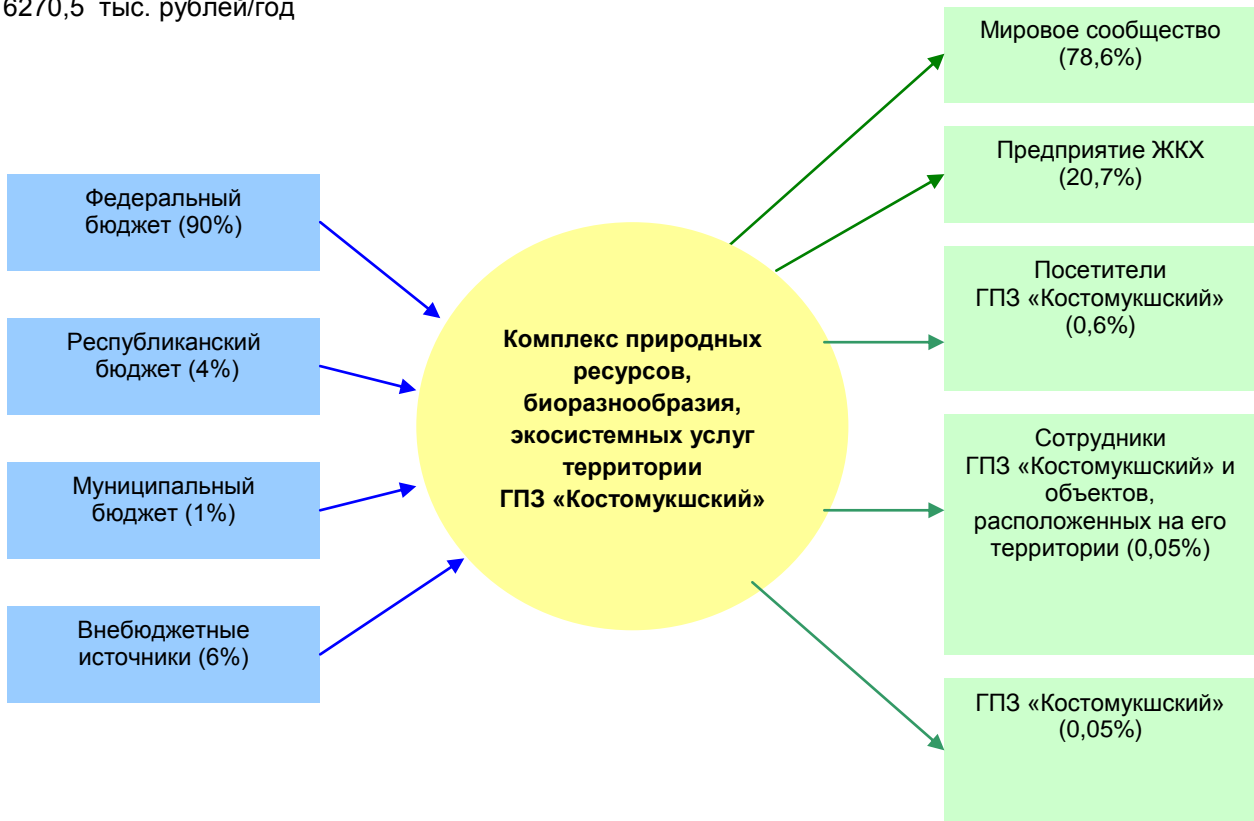 6270,5 тыс. рублей/год
Федеральный
бюджет (90%)
Республиканский
бюджет (4%)
Муниципальный
бюджет (1%)
Внебюджетные
источники (6%)
Комплекс природных
ресурсов,
биоразнообразия,
экосистемных услуг
территории
ГПЗ «Костомукшский»
Мировое сообщество
(78,6%)
Предприятие ЖКХ
(20,7%)
Посетители
ГПЗ «Костомукшский»
(0,6%)
Сотрудники
ГПЗ «Костомукшский» и
объектов,
расположенных на его
территории (0,05%)
ГПЗ «Костомукшский»
(0,05%)